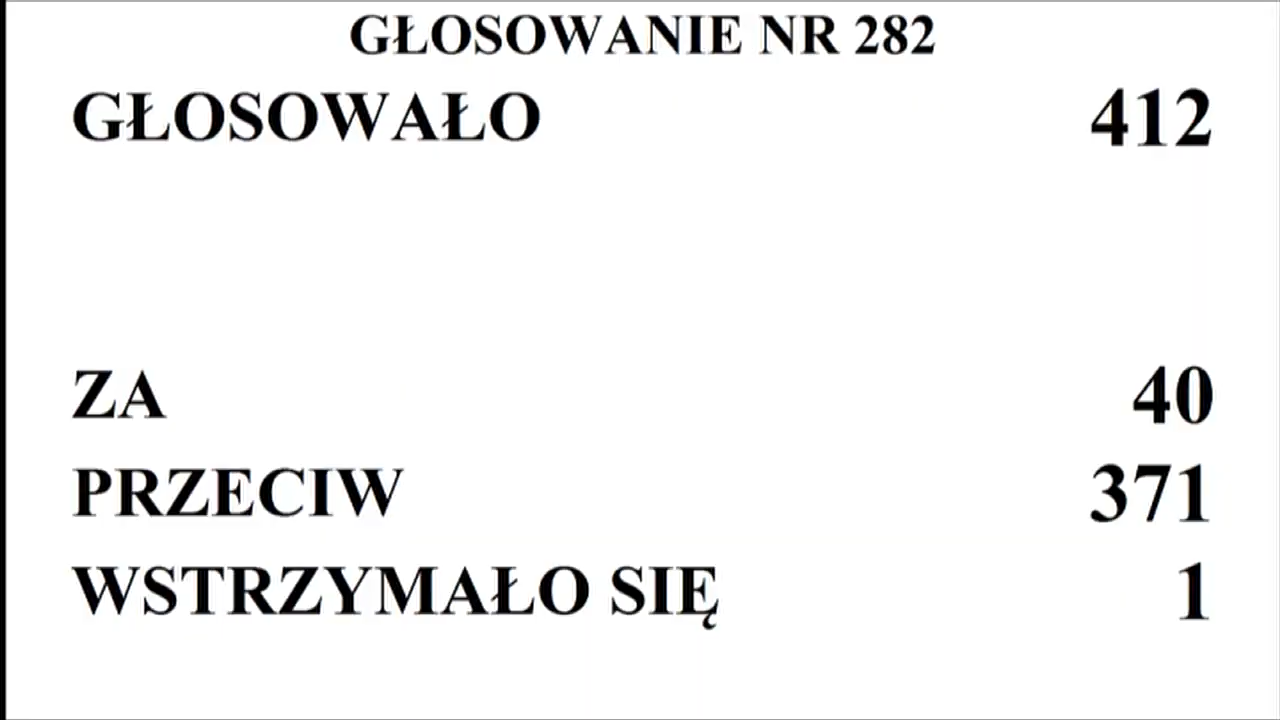 GŁOSOWANIE NR 282
GŁOSOWAŁO 412
ZA 40
PRZECIW 371
WSTRZYMAŁO SIĘ 1